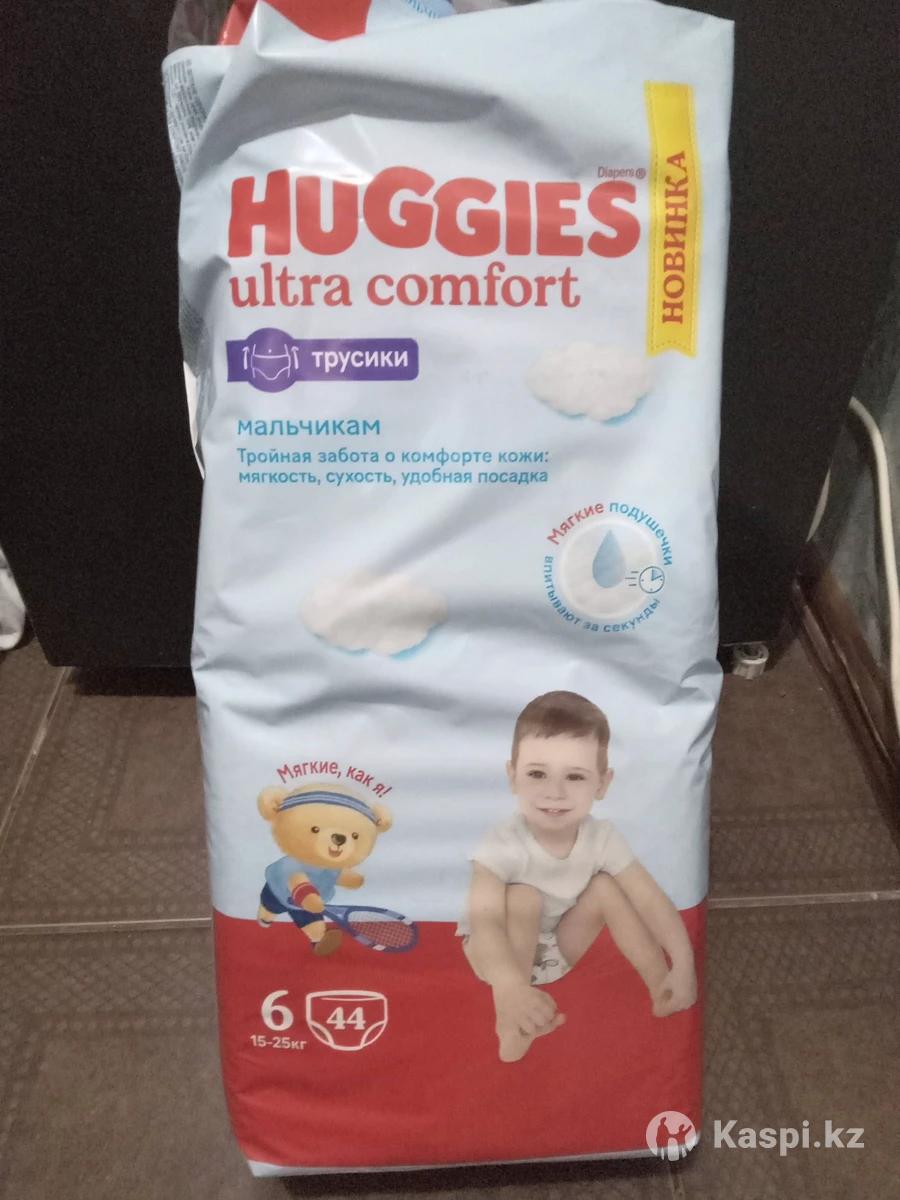 мальчик
Diapers®
HUGGIES
ultra comfort
НОВИНКА
трусики
мальчикам
Тройная забота о комфорте кожи:
мягкость, сухость, удобная посадка
Мягкие подушечки
впитывают за секунды
Мягкие, как я!
6
44
15-25кг
Kaspi.kz